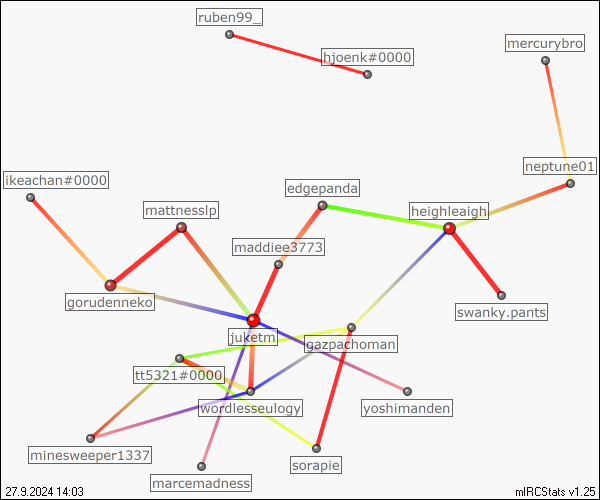 ruben99_
hjoenk#0000
mercurybro
neptune01
ikeachan#0000
edgepanda
mattnesslp
heighleaigh
maddiee3773
gorudenneko
swanky.pants
juketm
gazpachoman
tt5321#0000
wordlesseulogy
yoshimanden
minesweeper1337
sorapie
marcemadness
27.9.2024 14:03
mIRCStats v1.25